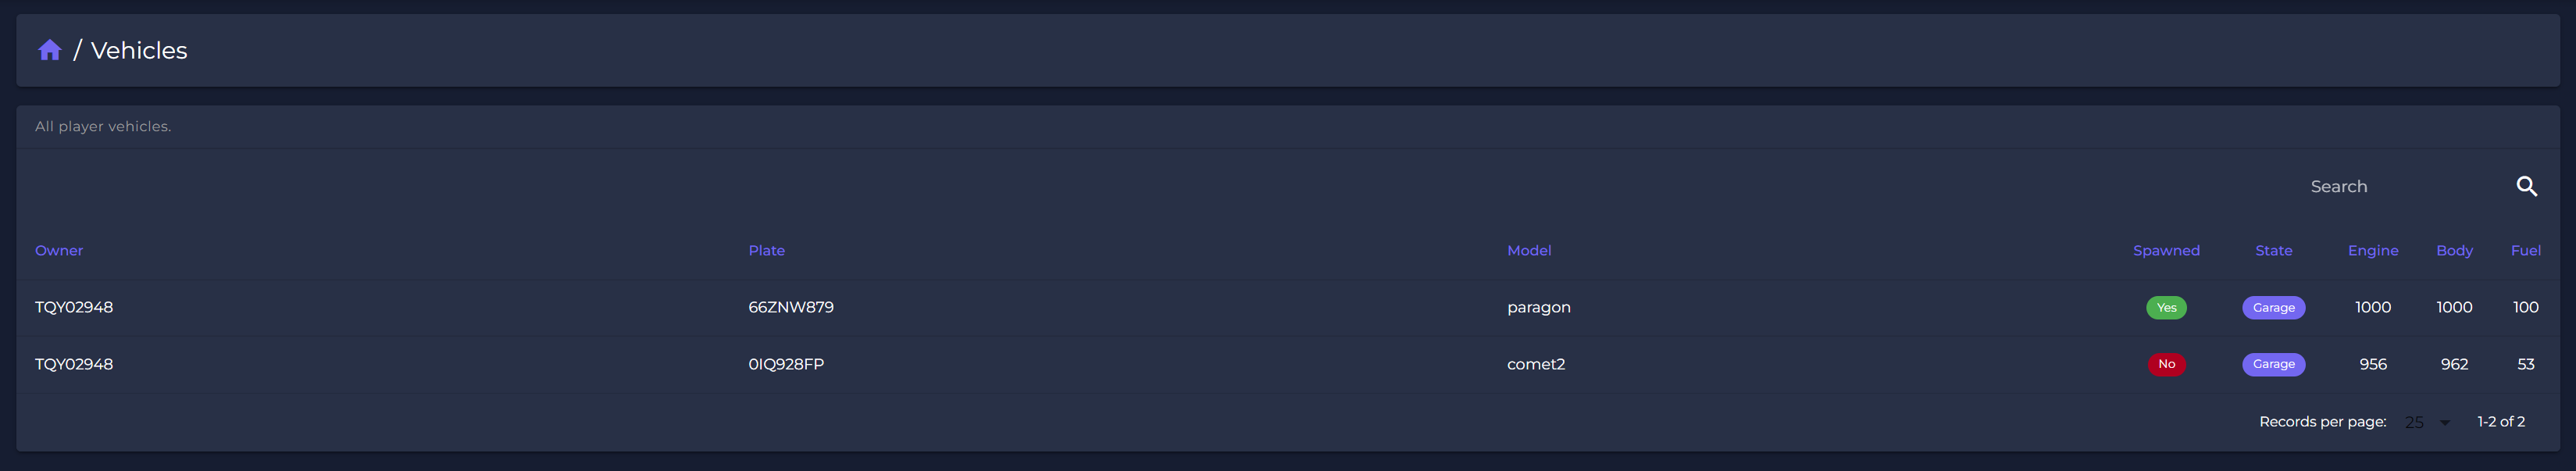 / Vehicles
All player vehicles.
Search
Owner Plate Model Spawned State Engine Body Fuel
TQY02948 66ZNW879 paragon Yes Garage 1000 1000 100
TQY02948 0IQ928FP comet2 No Garage 956 962 53
Records per page: 25 1-2 of 2